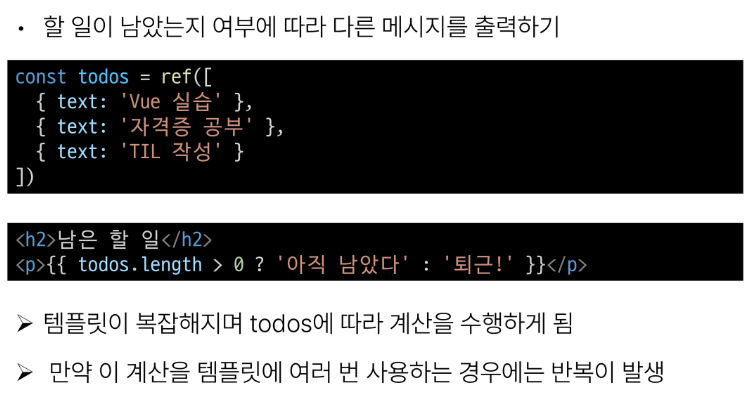 • 할 일이 남았는지 여부에 따라 다른 메시지를 출력하기
const todos = ref([
  { text: 'Vue 실습' },
  { text: '자격증 공부' },
  { text: 'TIL 작성' }
])
<h2>남은 할 일</h2>
<p>{{ todos.length > 0 ? '아직 남았다' : '퇴근!' }}</p>
➢ 템플릿이 복잡해지며 todos에 따라 계산을 수행하게 됨
➢ 만약 이 계산을 템플릿에 여러 번 사용하는 경우에는 반복이 발생